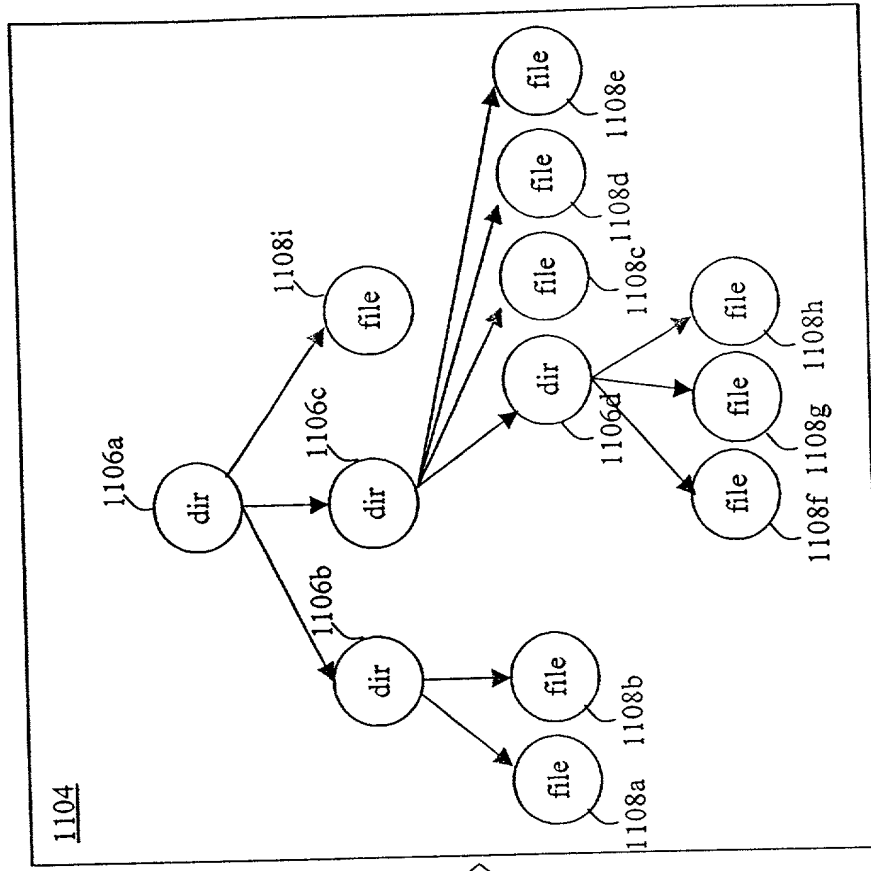 1104
1106a
dir
1108i
file
1106c
dir
1106b
dir
file
1108a
file
1108b
dir
1106d
file
1108c
file
1108d
file
1108e
file
1108f
file
1108g
file
1108h